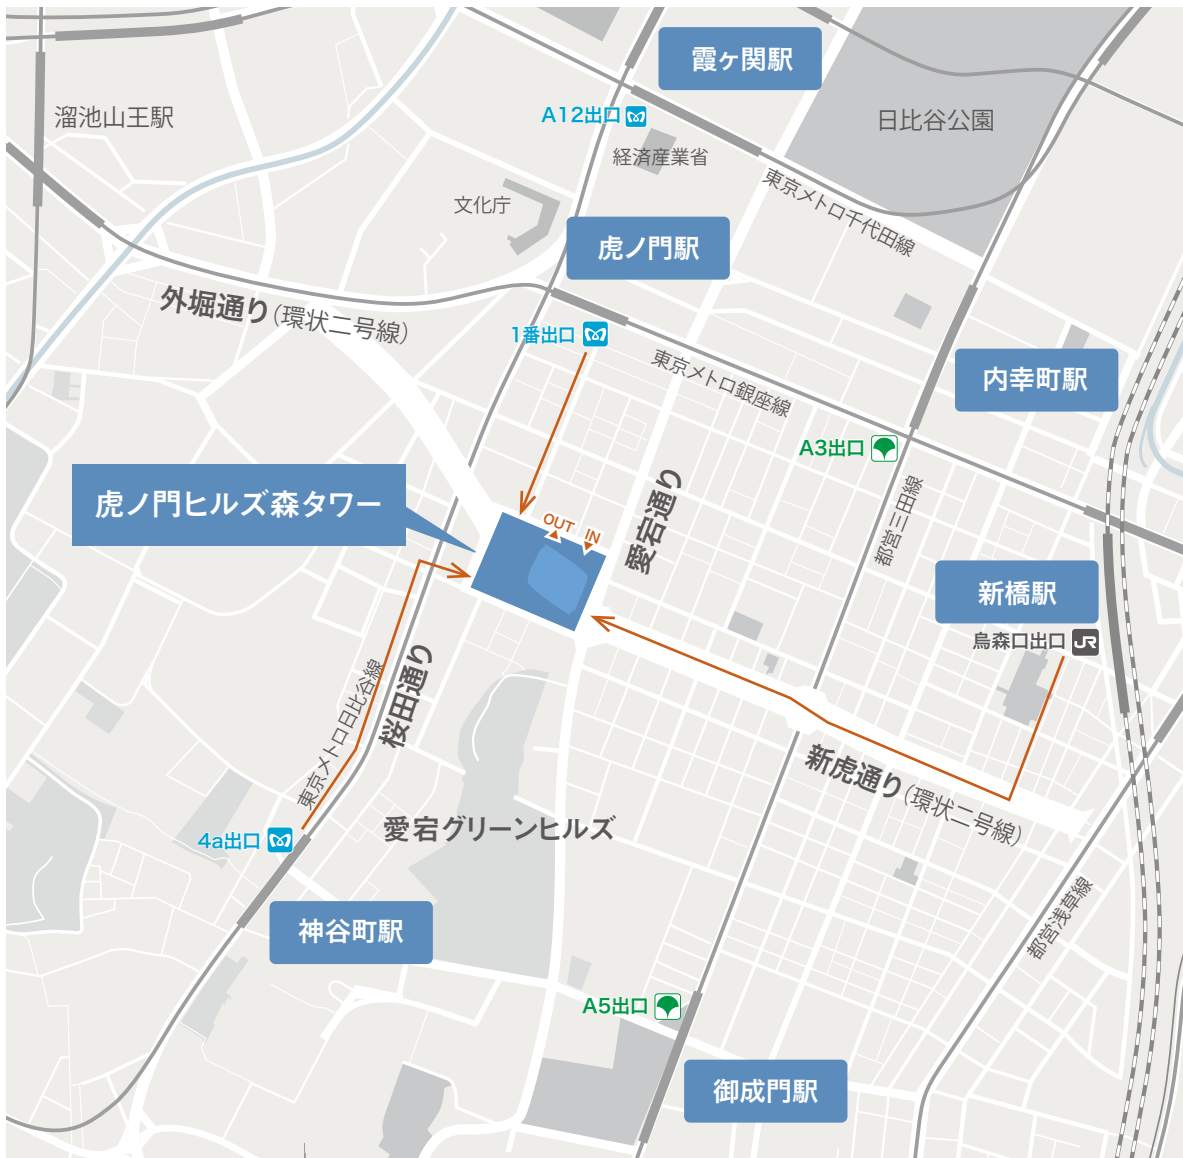 霞ヶ関駅
A12出口
溜池山王駅
日比谷公園
経済産業省
東京メトロ千代田線
文化庁
虎ノ門駅
外堀通り(環状二号線)
1番出口
東京メトロ銀座線
内幸町駅
A3出口
虎ノ門ヒルズ森タワー
OUT
IN
愛宕通り
都営三田線
新橋駅
烏森口出口
JR
桜田通り
東京メトロ日比谷線
新虎通り(環状二号線)
愛宕グリーンヒルズ
4a出口
神谷町駅
都営浅草線
A5出口
御成門駅